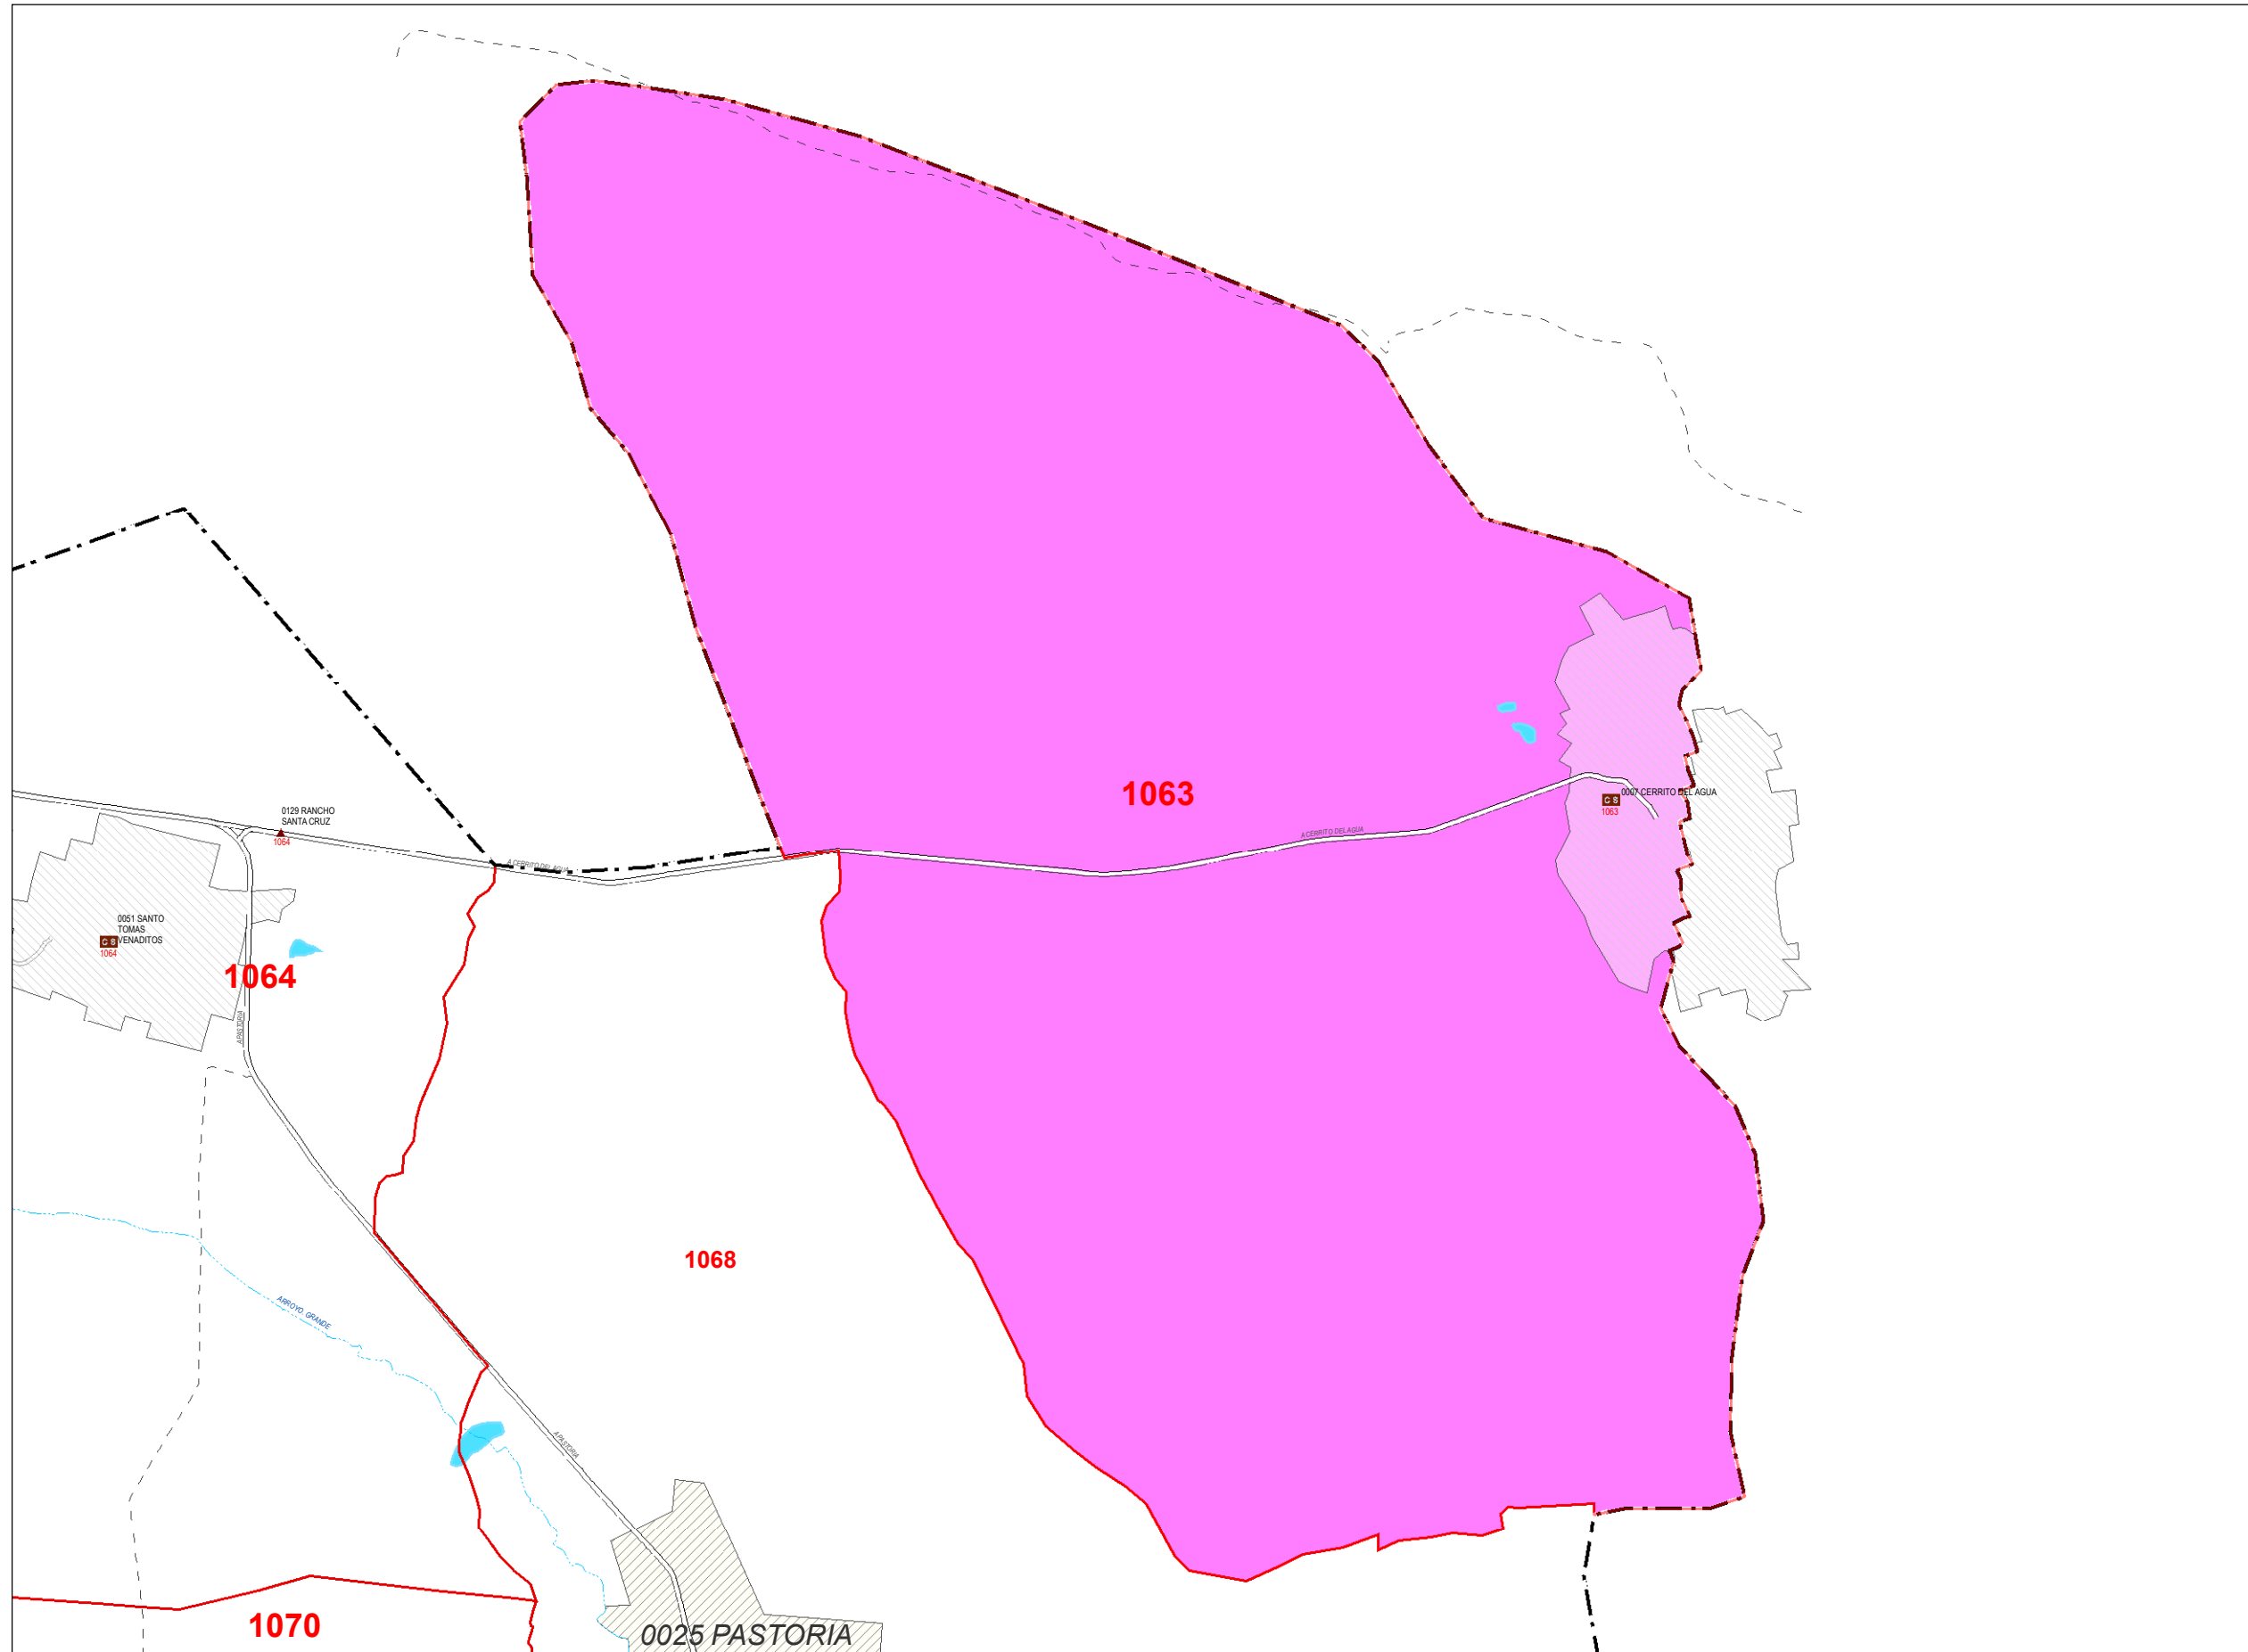 1063
0007 CERRITO DEL AGUA
C S
1063
A CERRITO DEL AGUA
0129 RANCHO
SANTA CRUZ
1064
A CERRITO DEL AGUA
0051 SANTO
TOMAS
VENADITOS
C S
1064
1064
A PASTORIA
1068
ARROYO GRANDE
A PASTORIA
1070
0025 PASTORIA